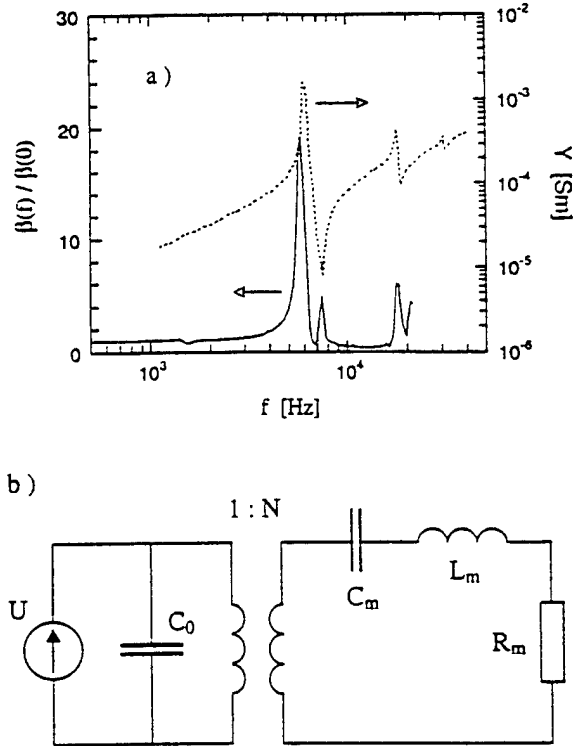 a )
30
20
10
0
β(f) / β(0)
10⁻²
10⁻³
10⁻⁴
10⁻⁵
10⁻⁶
Y [Sm]
10³
10⁴
f [Hz]
b )
1 : N
U
C₀
Cₘ
Lₘ
Rₘ